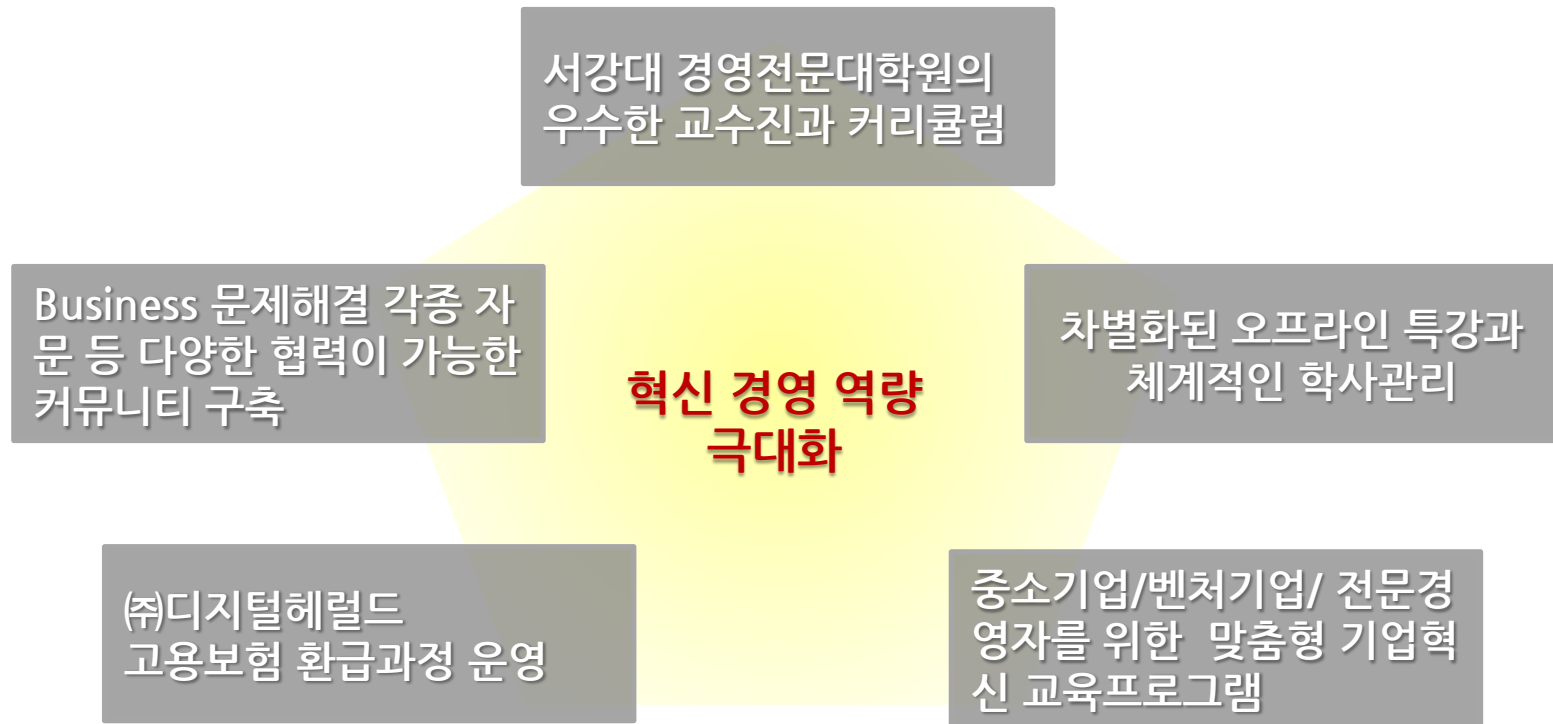 서강대 경영전문대학원의
우수한 교수진과 커리큘럼
Business 문제해결 각종 자
문 등 다양한 협력이 가능한
커뮤니티 구축
차별화된 오프라인 특강과
체계적인 학사관리
혁신 경영 역량
극대화
㈜디지털헤럴드
고용보험 환급과정 운영
중소기업/벤처기업/ 전문경
영자를 위한  맞춤형 기업혁
신 교육프로그램